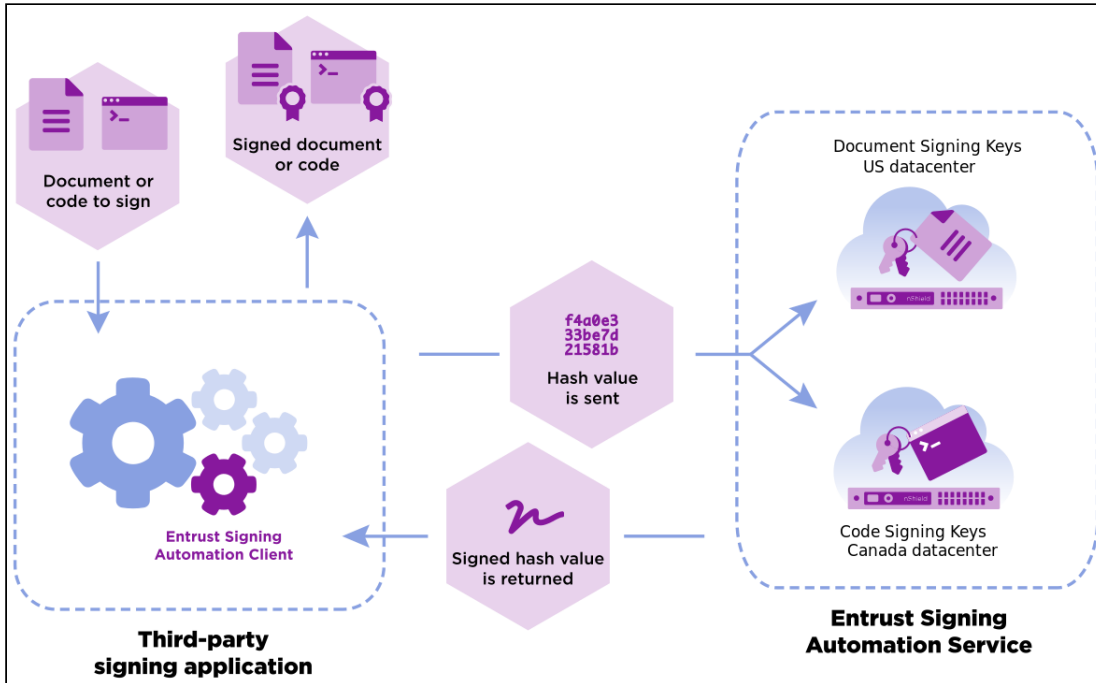 >_
Document or
code to sign
>_
Signed document
or code
Entrust Signing
Automation Client
Third-party
signing application
f4a0e3
33be7d
21581b
Hash value
is sent
Signed hash value
is returned
Document Signing Keys
US datacenter
nShield
>_
nShield
Code Signing Keys
Canada datacenter
Entrust Signing
Automation Service